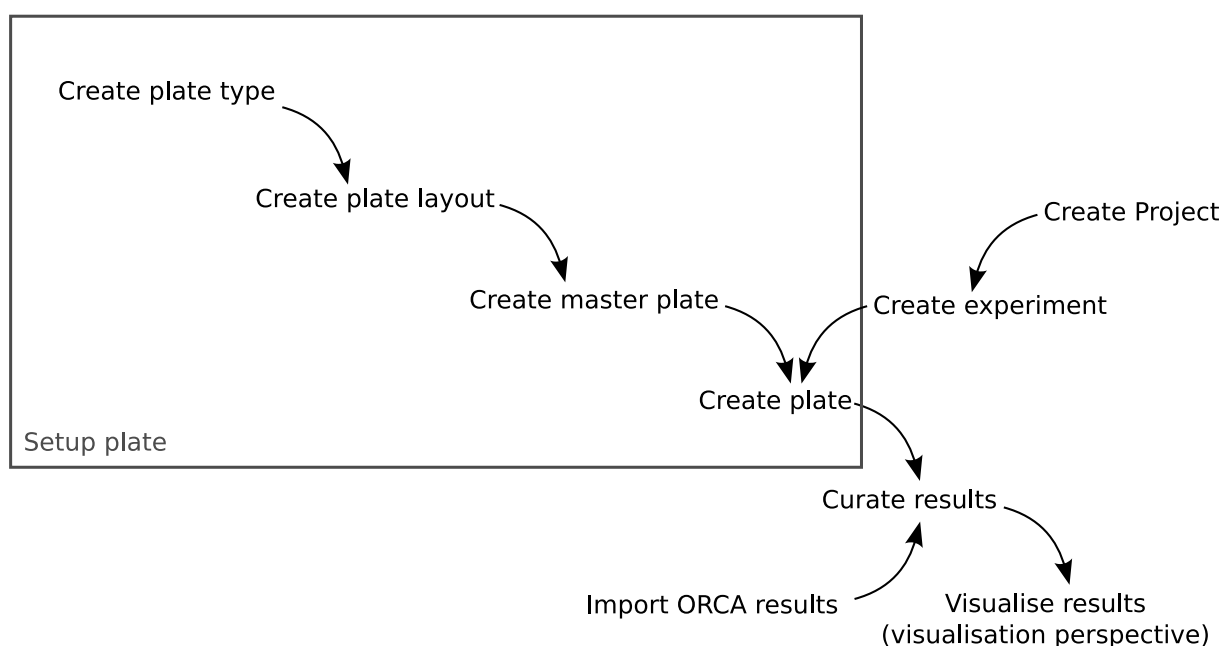 Create plate type
Create plate layout
Create Project
Create master plate
Create experiment
Create plate
Setup plate
Curate results
Import ORCA results
Visualise results
(visualisation perspective)